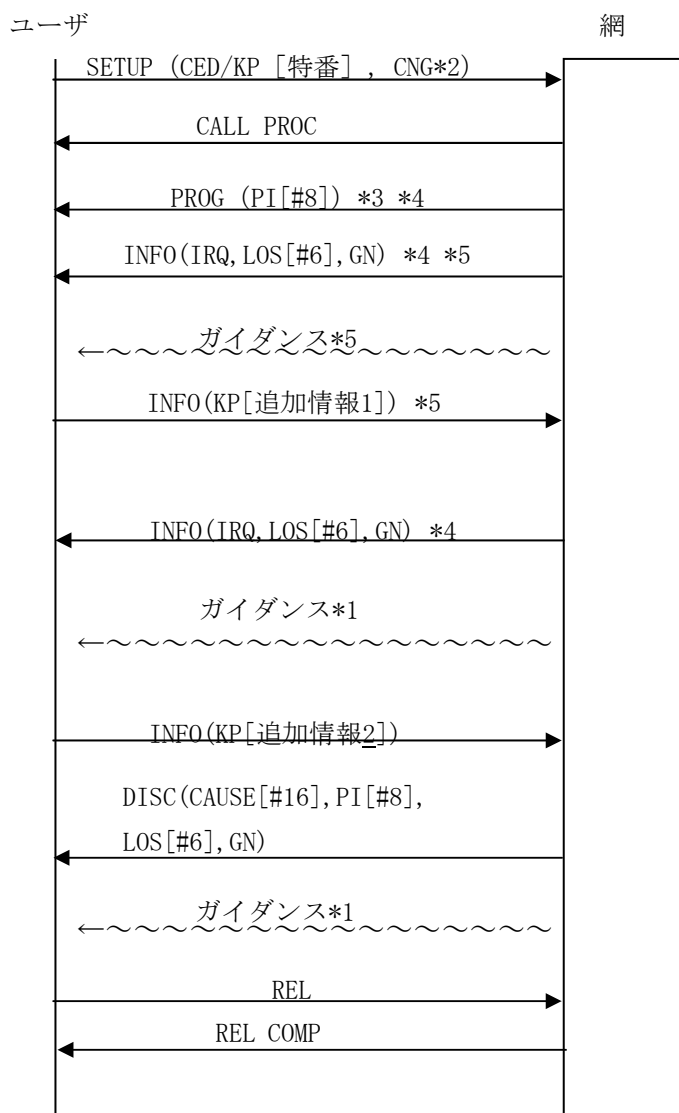 ユーザ 網
SETUP (CED/KP [特番] , CNG*2)
CALL PROC
PROG (PI[#8]) *3 *4
INFO(IRQ,LOS[#6],GN) *4 *5
ガイダンス*5
←~~~~~~~~~~~~~~~~
INFO(KP[追加情報1]) *5
INFO(IRQ,LOS[#6],GN) *4
ガイダンス*1
←~~~~~~~~~~~~~~~~
INFO(KP[追加情報2])
DISC(CAUSE[#16],PI[#8],
LOS[#6],GN)
ガイダンス*1
←~~~~~~~~~~~~~~~~
REL
REL COMP